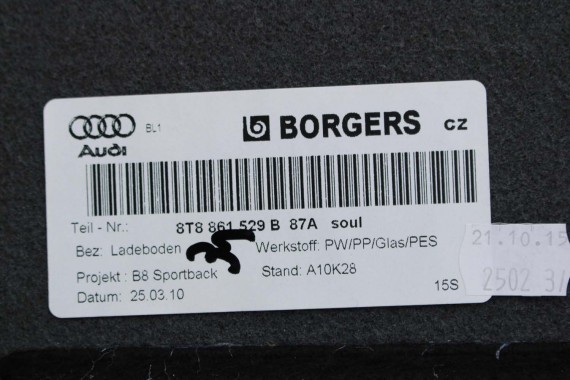 Audi BL1 BORGERS CZ
Teil - Nr.: 8T8 861 529 B 87A soul
Bez: Ladeboden Werkstoff: PW/PP/Glas/PES
Projekt : B8 Sportback Stand: A10K28
Datum: 25.03.10 15S
21.10.15
2502 37